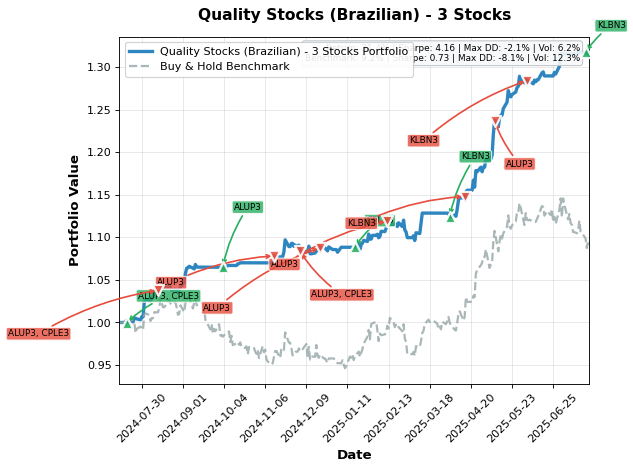 Quality Stocks (Brazilian) - 3 Stocks
KLBN3
Quality Stocks (Brazilian) - 3 Stocks Portfolio
Buy & Hold Benchmark
4.16 | Max DD: -2.1% | Vol: 6.2%
0.73 | Max DD: -8.1% | Vol: 12.3%
KLBN3
KLBN3
ALUP3
ALUP3
KLBN3
ALUP3
ALUP3
ALUP3, CPLE3
ALUP3, CPLE3
ALUP3
ALUP3, CPLE3
Portfolio Value
1.30
1.25
1.20
1.15
1.10
1.05
1.00
0.95
2024-07-30
2024-09-01
2024-10-04
2024-11-06
2024-12-09
2025-01-11
2025-02-13
2025-03-18
2025-04-20
2025-05-23
2025-06-25
Date